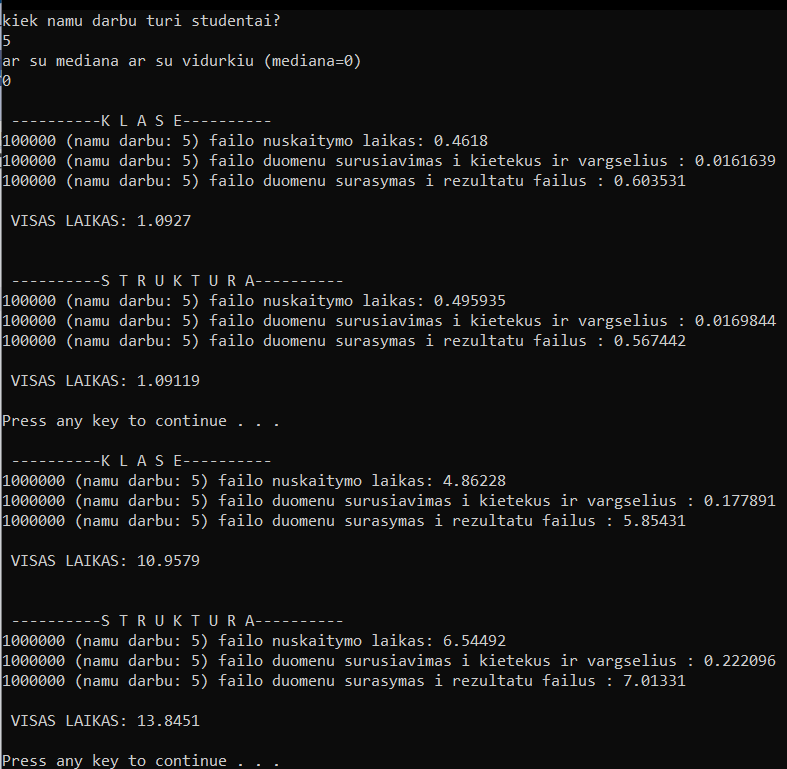 kiek namu darbu turi studentai?
5
ar su mediana ar su vidurkiu (mediana=0)
0
----------K L A S E----------
100000 (namu darbu: 5) failo nuskaitymo laikas: 0.4618
100000 (namu darbu: 5) failo duomenu surusiavimas i kietekus ir vargselius : 0.0161639
100000 (namu darbu: 5) failo duomenu surasymas i rezultatu failus : 0.603531
VISAS LAIKAS: 1.0927
----------S T R U K T U R A----------
100000 (namu darbu: 5) failo nuskaitymo laikas: 0.495935
100000 (namu darbu: 5) failo duomenu surusiavimas i kietekus ir vargselius : 0.0169844
100000 (namu darbu: 5) failo duomenu surasymas i rezultatu failus : 0.567442
VISAS LAIKAS: 1.09119
Press any key to continue . . .
----------K L A S E----------
1000000 (namu darbu: 5) failo nuskaitymo laikas: 4.86228
1000000 (namu darbu: 5) failo duomenu surusiavimas i kietekus ir vargselius : 0.177891
1000000 (namu darbu: 5) failo duomenu surasymas i rezultatu failus : 5.85431
VISAS LAIKAS: 10.9579
----------S T R U K T U R A----------
1000000 (namu darbu: 5) failo nuskaitymo laikas: 6.54492
1000000 (namu darbu: 5) failo duomenu surusiavimas i kietekus ir vargselius : 0.222096
1000000 (namu darbu: 5) failo duomenu surasymas i rezultatu failus : 7.01331
VISAS LAIKAS: 13.8451
Press any key to continue . . .